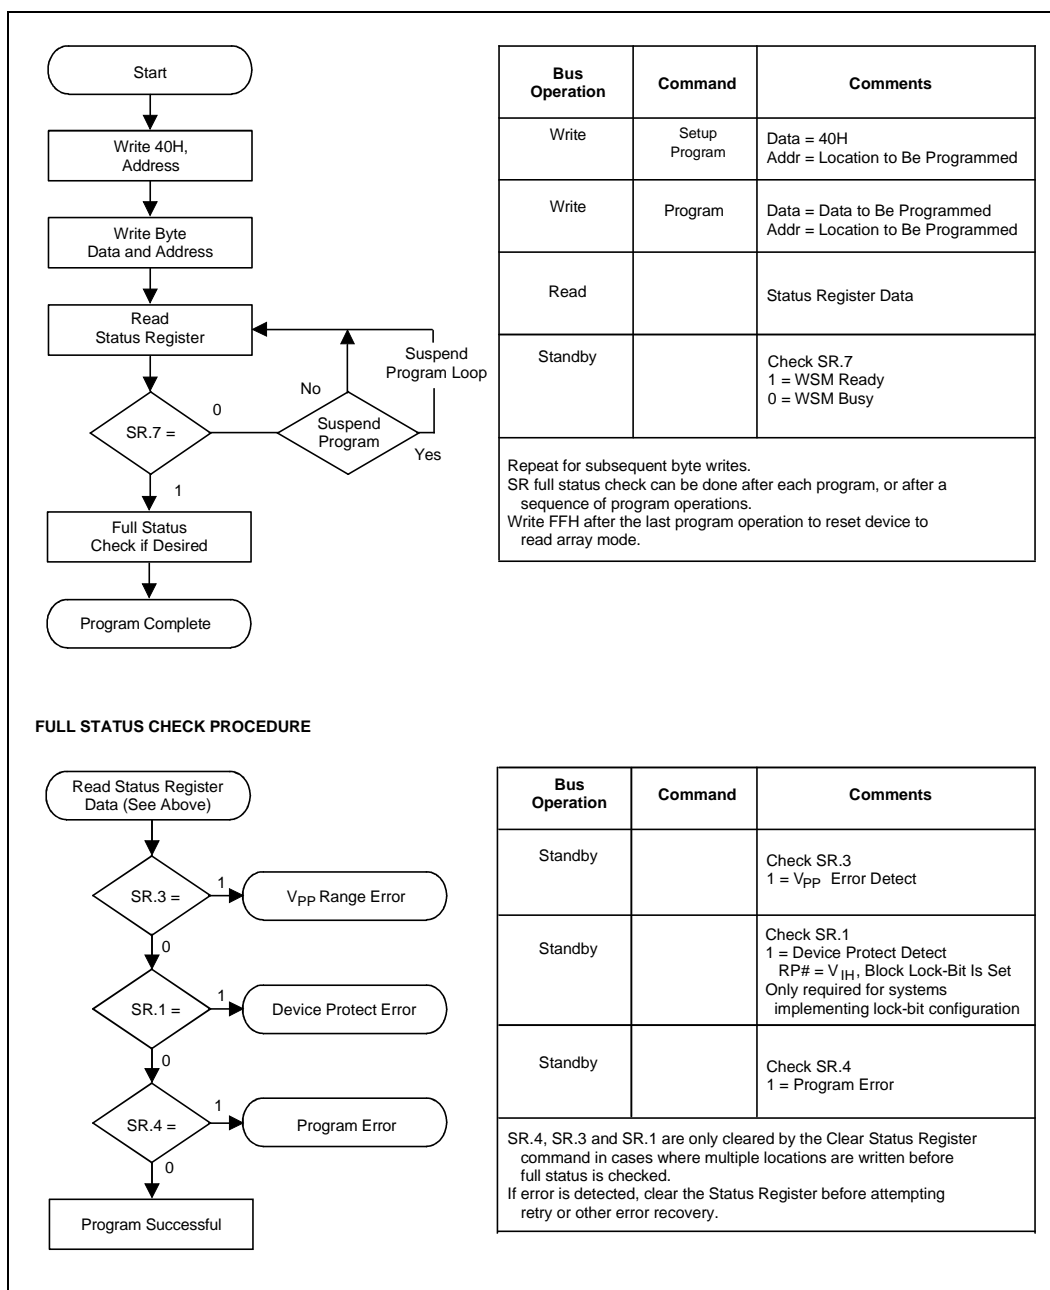 Start
Write 40H,
Address
Write Byte
Data and Address
Read
Status Register
SR.7 =
0
1
No
Suspend
Program
Yes
Suspend
Program Loop
Full Status
Check if Desired
Program Complete
Bus
Operation
Command
Comments
Write
Setup
Program
Data = 40H
Addr = Location to Be Programmed
Write
Program
Data = Data to Be Programmed
Addr = Location to Be Programmed
Read
Status Register Data
Standby
Check SR.7
1 = WSM Ready
0 = WSM Busy
Repeat for subsequent byte writes.
SR full status check can be done after each program, or after a
sequence of program operations.
Write FFH after the last program operation to reset device to
read array mode.
FULL STATUS CHECK PROCEDURE
Read Status Register
Data (See Above)
SR.3 =
1
VPP Range Error
0
SR.1 =
1
Device Protect Error
0
SR.4 =
1
Program Error
0
Program Successful
Bus
Operation
Command
Comments
Standby
Check SR.3
1 = VPP Error Detect
Standby
Check SR.1
1 = Device Protect Detect
RP# = VIH, Block Lock-Bit Is Set
Only required for systems
implementing lock-bit configuration
Standby
Check SR.4
1 = Program Error
SR.4, SR.3 and SR.1 are only cleared by the Clear Status Register
command in cases where multiple locations are written before
full status is checked.
If error is detected, clear the Status Register before attempting
retry or other error recovery.